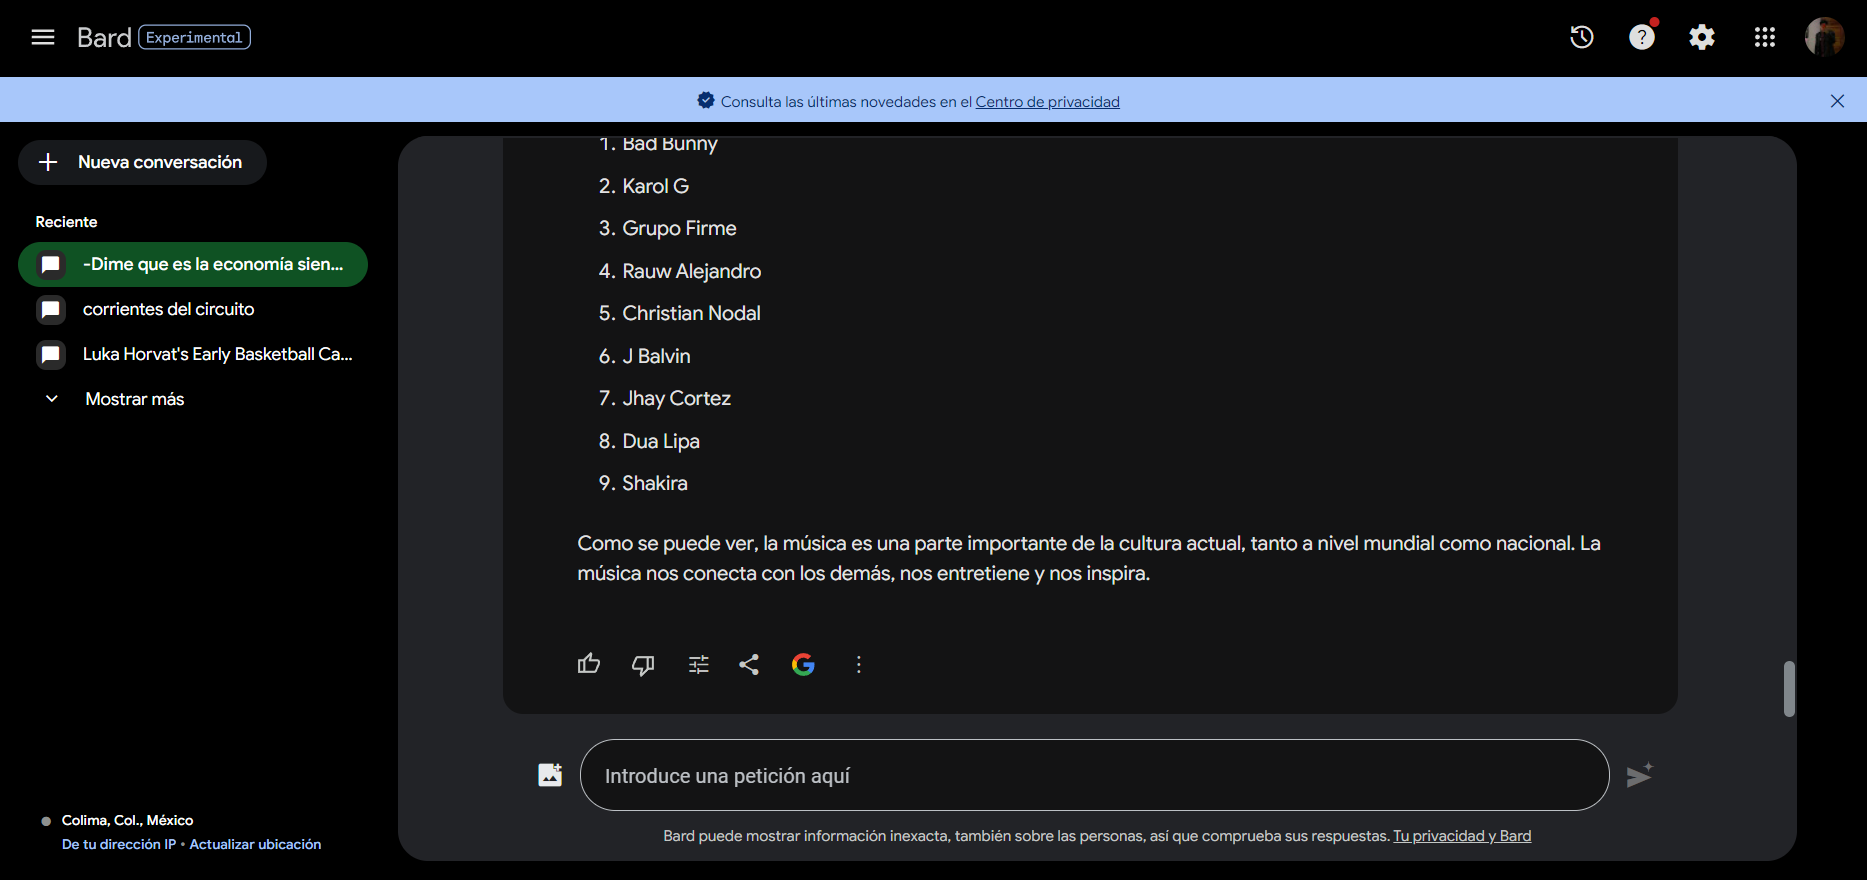 Bard Experimental
Consulta las últimas novedades en el Centro de privacidad
Nueva conversación
Reciente
-Dime que es la economía sien...
corrientes del circuito
Luka Horvat's Early Basketball Ca...
Mostrar más
Colima, Col., México
De tu dirección IP • Actualizar ubicación
1. Bad Bunny
2. Karol G
3. Grupo Firme
4. Rauw Alejandro
5. Christian Nodal
6. J Balvin
7. Jhay Cortez
8. Dua Lipa
9. Shakira
Como se puede ver, la música es una parte importante de la cultura actual, tanto a nivel mundial como nacional. La
música nos conecta con los demás, nos entretiene y nos inspira.
Introduce una petición aquí
Bard puede mostrar información inexacta, también sobre las personas, así que comprueba sus respuestas. Tu privacidad y Bard